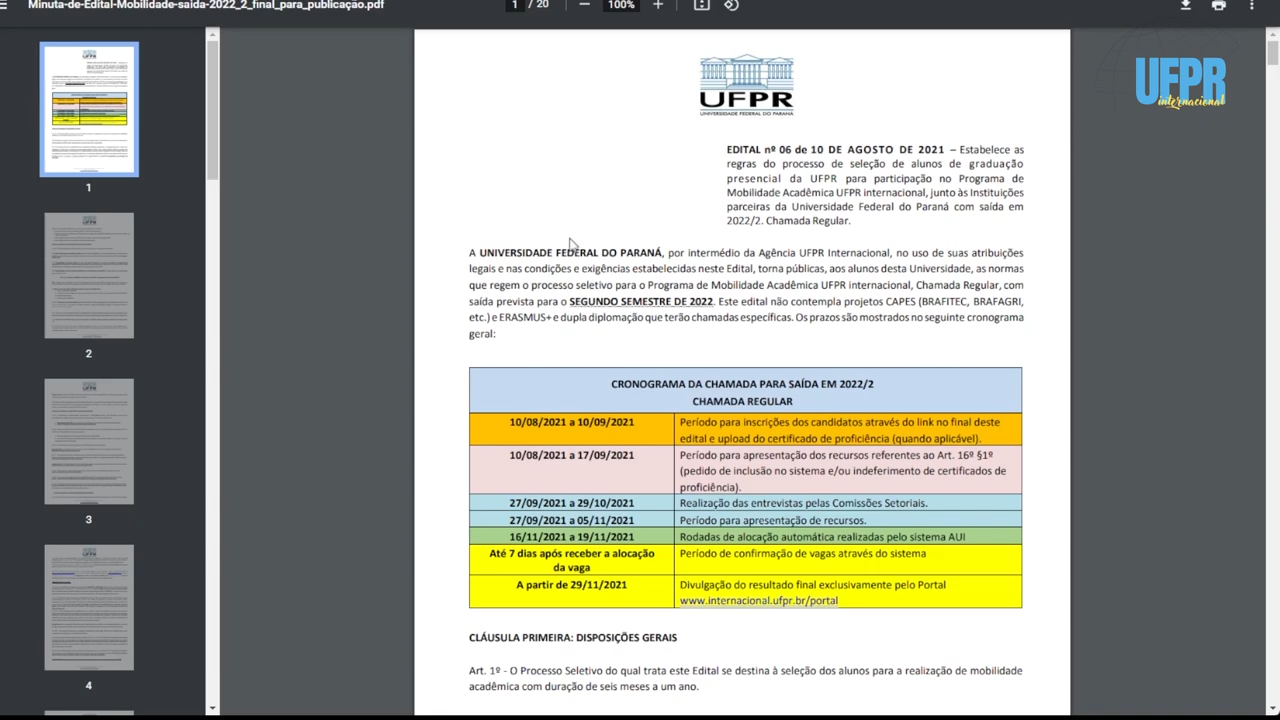 Minuta-de-Edital-Mobilidade-saida-2022_2_final_para_publicação.pdf
1 / 20
100%
UFPR
internacional
1
2
3
4
UFPR
UNIVERSIDADE FEDERAL DO PARANÁ
EDITAL nº 06 de 10 DE AGOSTO DE 2021 – Estabelece as
regras do processo de seleção de alunos de graduação
presencial da UFPR para participação no Programa de
Mobilidade Acadêmica UFPR internacional, junto às Instituições
parceiras da Universidade Federal do Paraná com saída em
2022/2. Chamada Regular.
A UNIVERSIDADE FEDERAL DO PARANÁ, por intermédio da Agência UFPR Internacional, no uso de suas atribuições
legais e nas condições e exigências estabelecidas neste Edital, torna públicas, aos alunos desta Universidade, as normas
que regem o processo seletivo para o Programa de Mobilidade Acadêmica UFPR internacional, Chamada Regular, com
saída prevista para o SEGUNDO SEMESTRE DE 2022. Este edital não contempla projetos CAPES (BRAFITEC, BRAFAGRI,
etc.) e ERASMUS+ e dupla diplomação que terão chamadas específicas. Os prazos são mostrados no seguinte cronograma
geral:
CRONOGRAMA DA CHAMADA PARA SAÍDA EM 2022/2
CHAMADA REGULAR
10/08/2021 a 10/09/2021 Período para inscrições dos candidatos através do link no final deste
edital e upload do certificado de proficiência (quando aplicável).
10/08/2021 a 17/09/2021 Período para apresentação dos recursos referentes ao Art. 16º §1º
(pedido de inclusão no sistema e/ou indeferimento de certificados de
proficiência).
27/09/2021 a 29/10/2021 Realização das entrevistas pelas Comissões Setoriais.
27/09/2021 a 05/11/2021 Período para apresentação de recursos.
16/11/2021 a 19/11/2021 Rodadas de alocação automática realizadas pelo sistema AUI
Até 7 dias após receber a alocação Período de confirmação de vagas através do sistema
da vaga
A partir de 29/11/2021 Divulgação do resultado final exclusivamente pelo Portal
www.internacional.ufpr.br/portal
CLÁUSULA PRIMEIRA: DISPOSIÇÕES GERAIS
Art. 1º - O Processo Seletivo do qual trata este Edital se destina à seleção dos alunos para a realização de mobilidade
acadêmica com duração de seis meses a um ano.